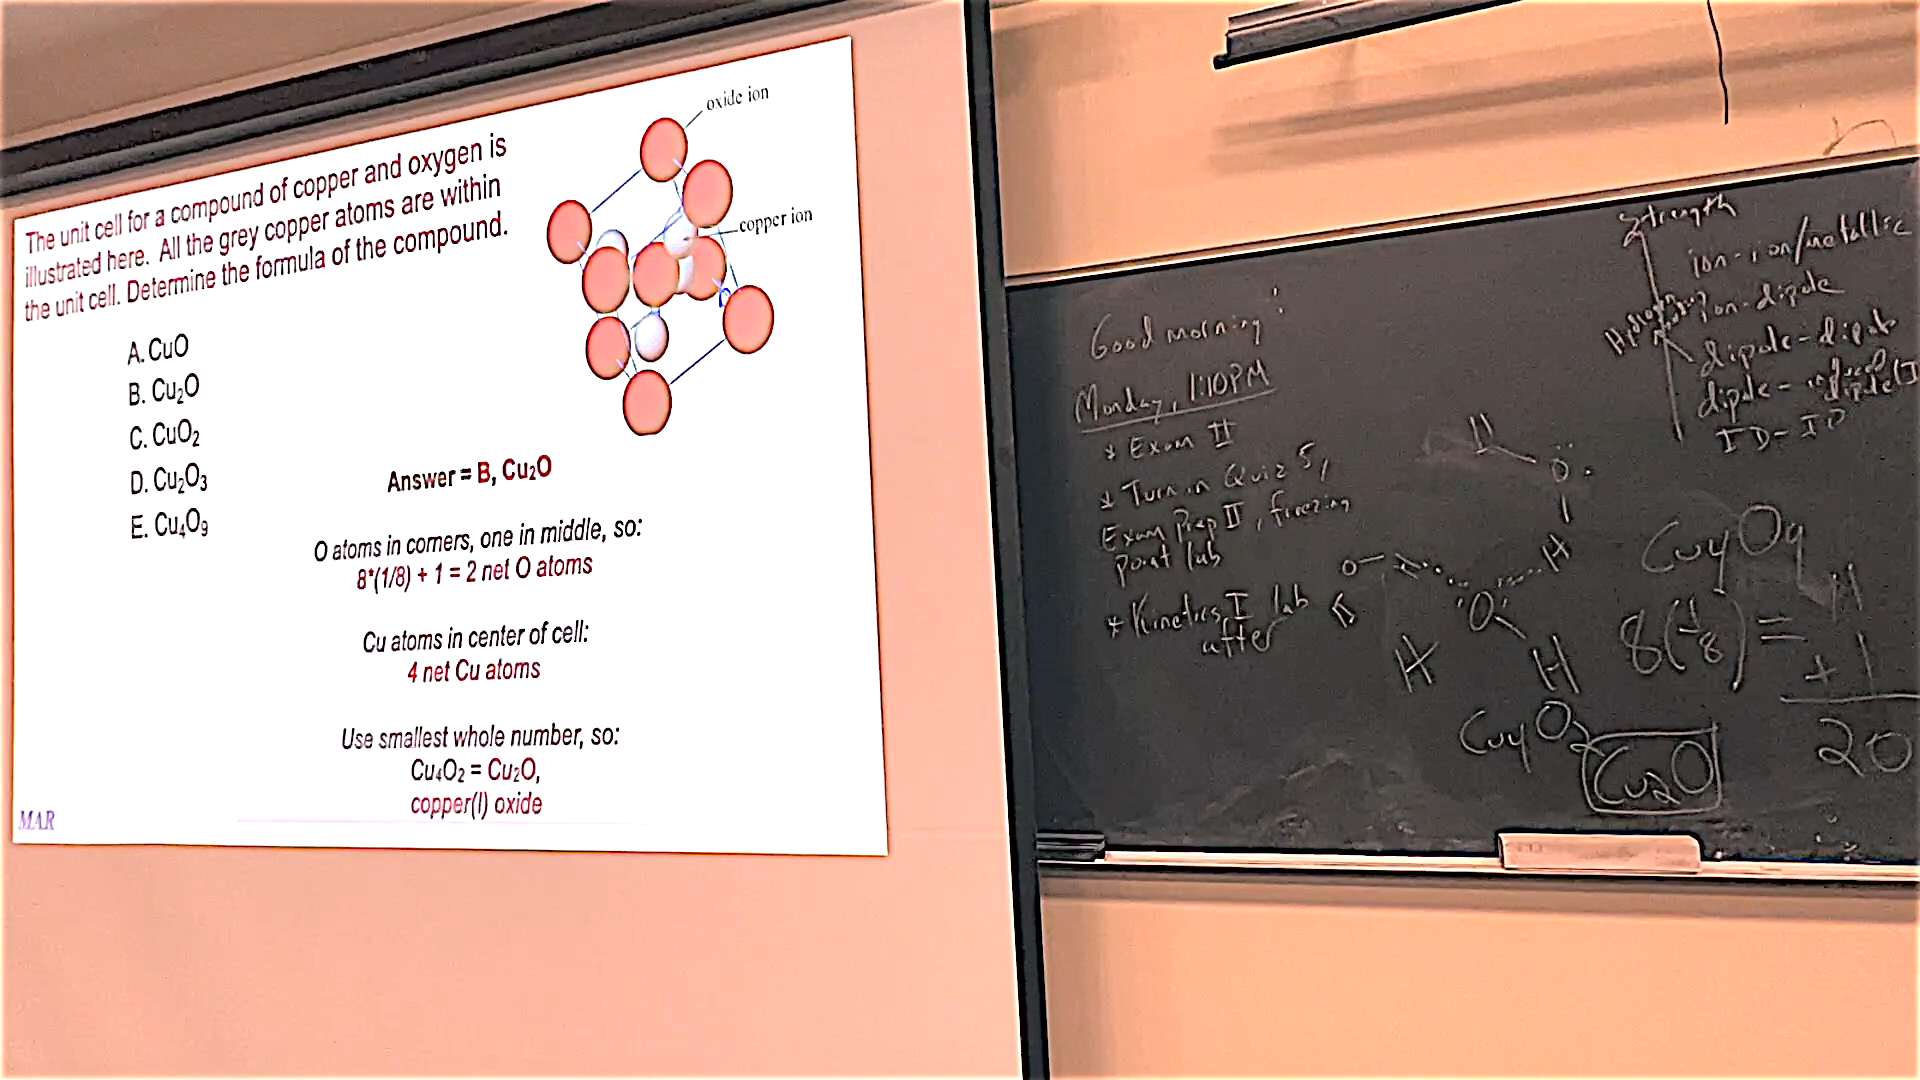 The unit cell for a compound of copper and oxygen is
illustrated here. All the grey copper atoms are within
the unit cell. Determine the formula of the compound.
oxide ion
copper ion
A. CuO
B. Cu₂O
C. CuO₂
D. Cu₂O₃
E. Cu₄O₉
Answer = B, Cu₂O
O atoms in corners, one in middle, so:
8*(1/8) + 1 = 2 net O atoms
Cu atoms in center of cell:
4 net Cu atoms
Use smallest whole number, so:
Cu₄O₂ = Cu₂O,
copper(I) oxide
MAR
Good morning!
Monday, 1:10PM
* Exam II
* Turn in Quiz 5,
Exam Prep II, freezing
point lab
* Kinetics I lab
after
Strength
ion-ion/metallic
ion-dipole
Hydrogen
dipole-dipole
dipole-induced
dipole
ID-ID
O
H
O
O
H
H
Cu₄O₉
8(1/8) = 1
+ 1
2O
Cu₄O₂
Cu₂O